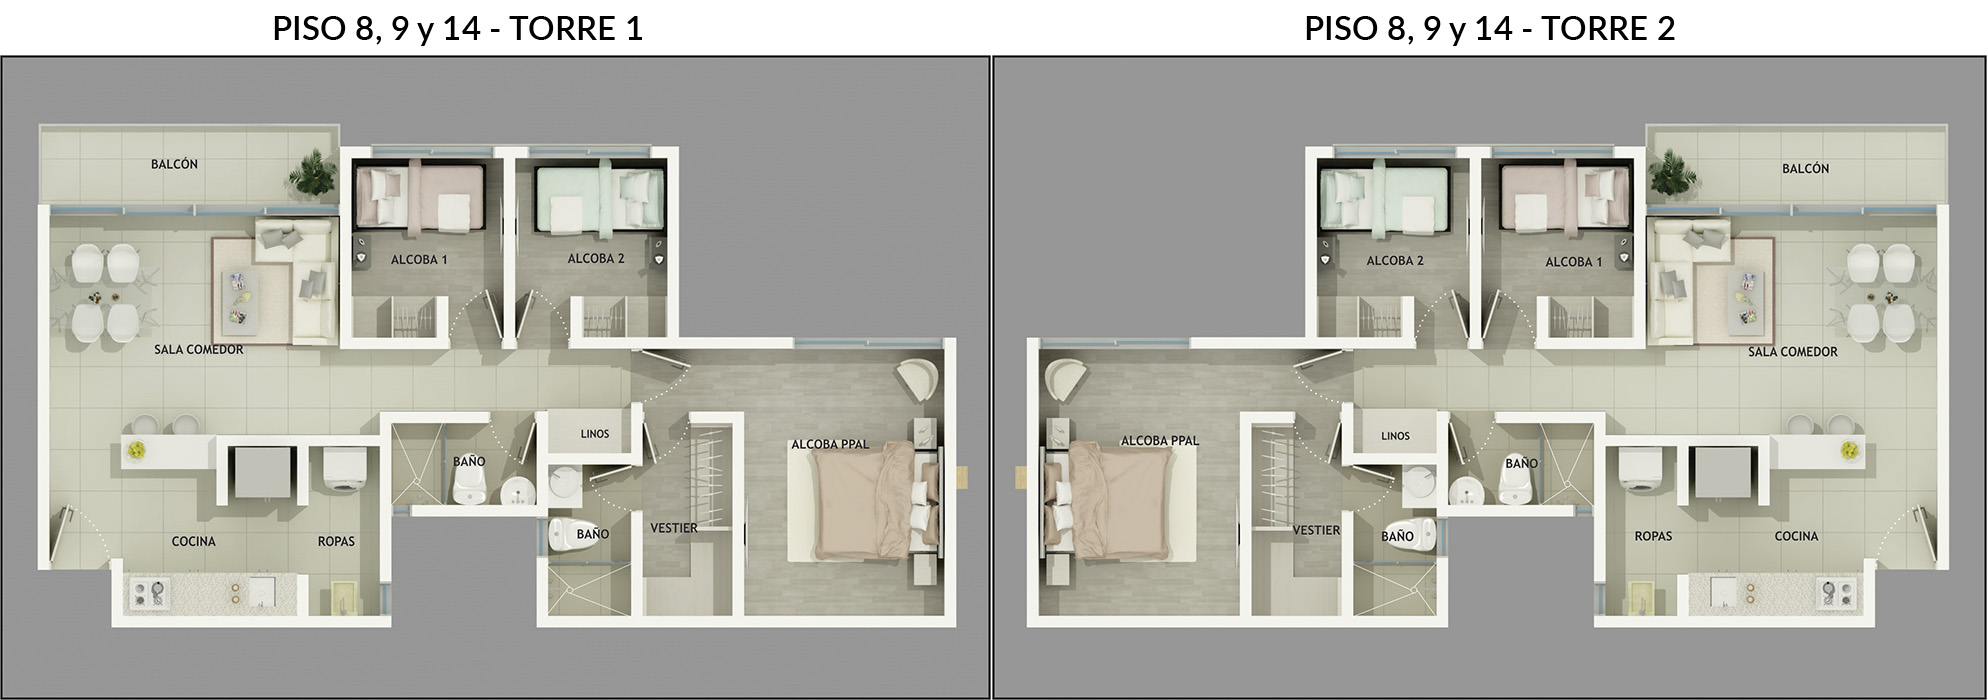 PISO 8, 9 y 14 - TORRE 1
BALCÓN
ALCOBA 1
ALCOBA 2
SALA COMEDOR
LINOS
ALCOBA PPAL
BAÑO
VESTIER
BAÑO
COCINA
ROPAS
PISO 8, 9 y 14 - TORRE 2
BALCÓN
ALCOBA 2
ALCOBA 1
SALA COMEDOR
LINOS
ALCOBA PPAL
BAÑO
VESTIER
BAÑO
ROPAS
COCINA